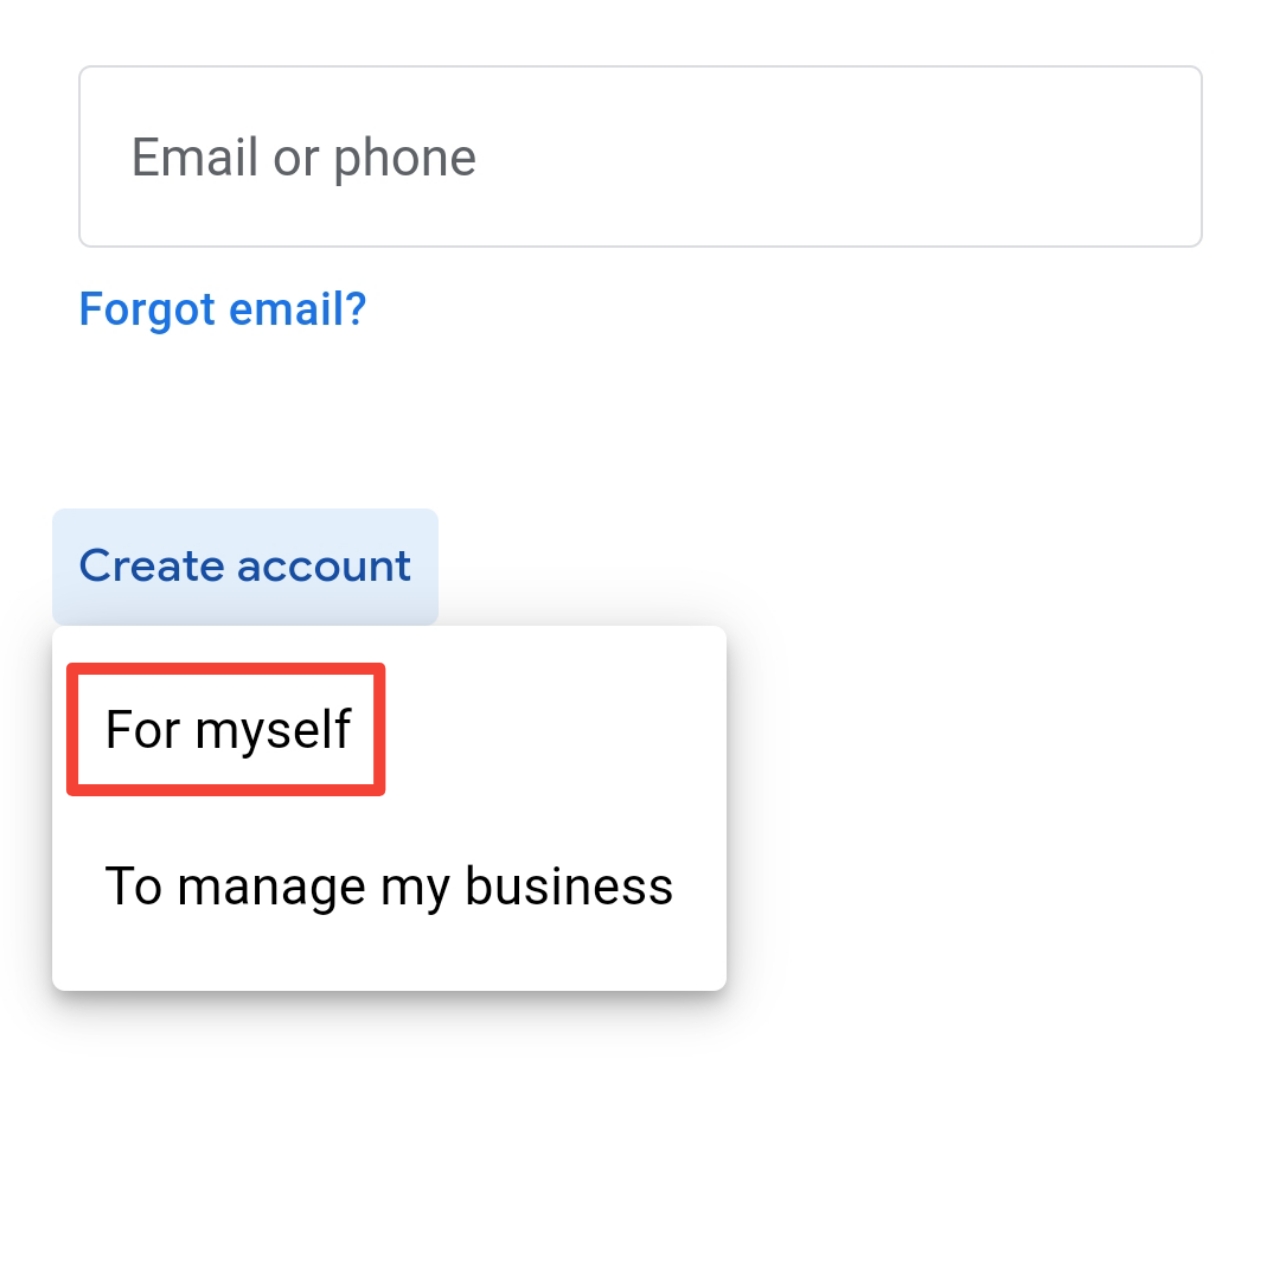 Email or phone
Forgot email?
Create account
For myself
To manage my business